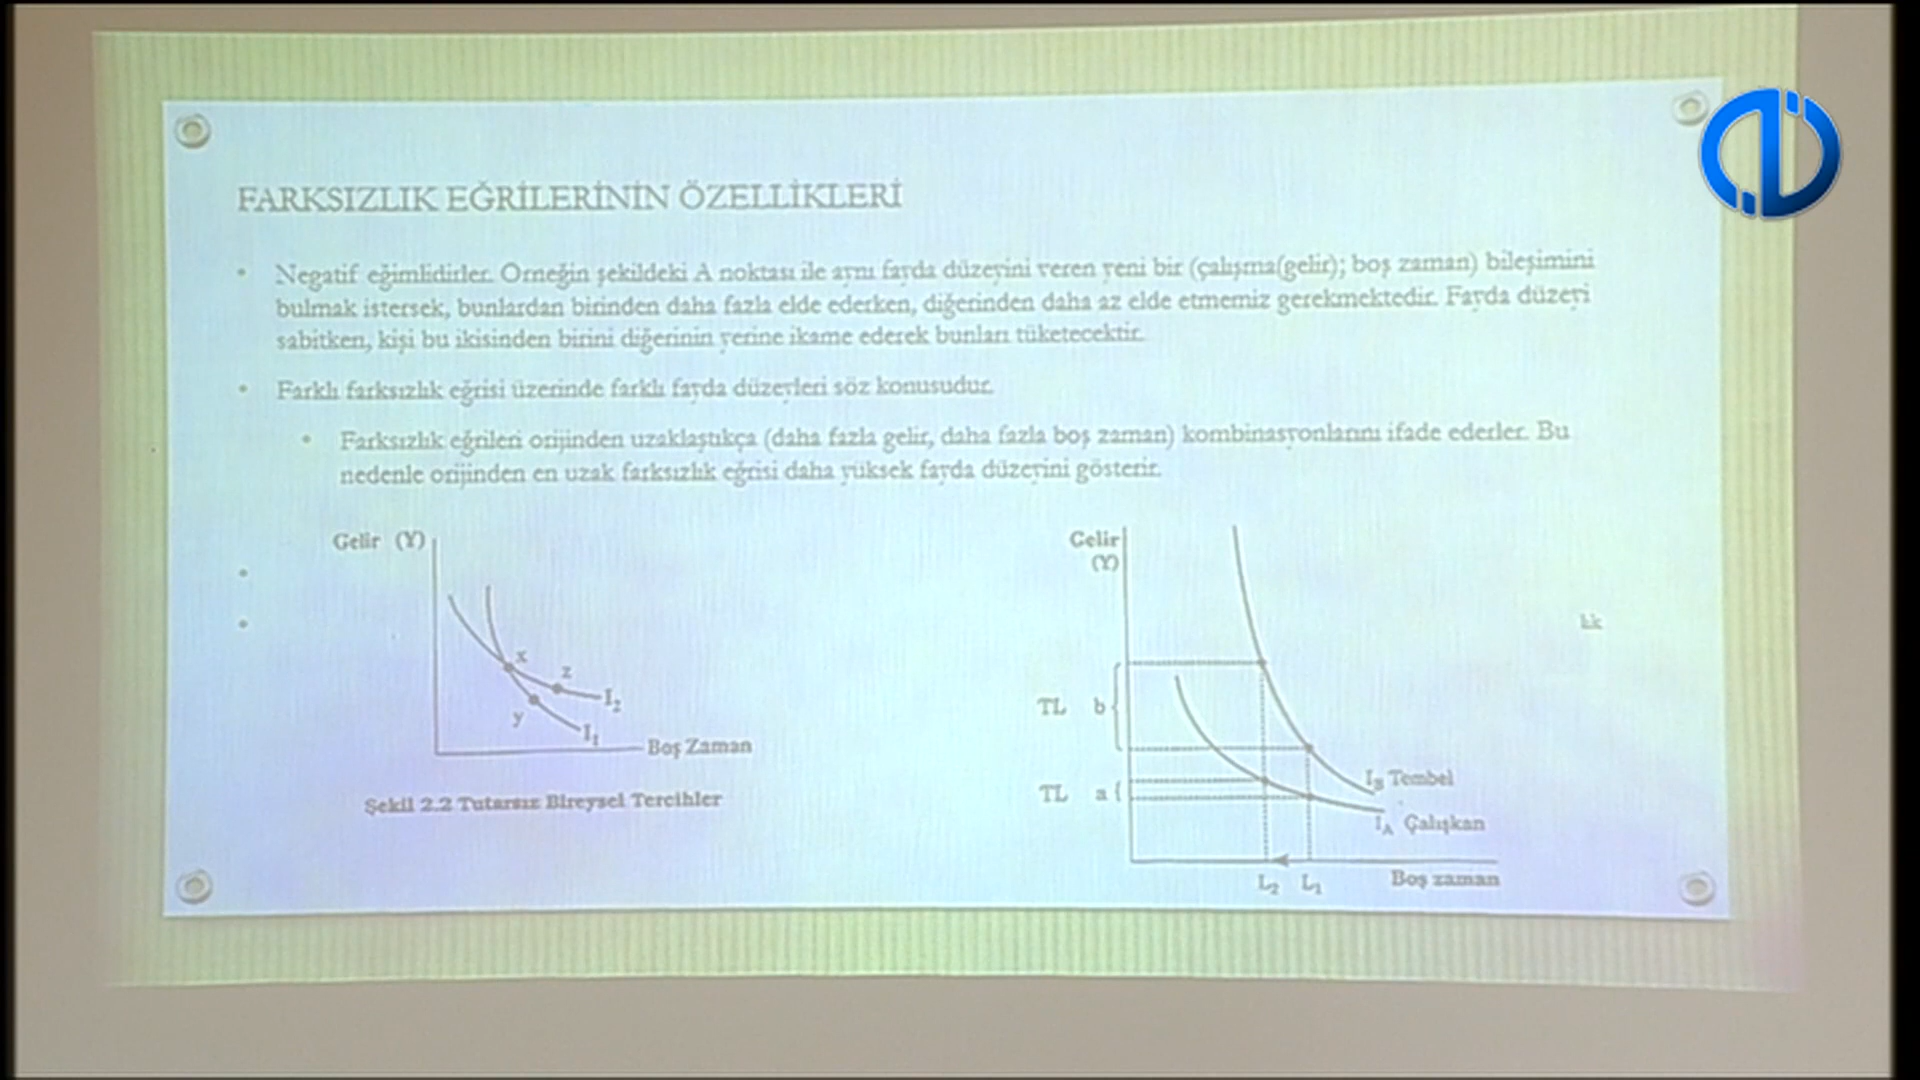 FARKSIZLIK EĞRİLERİNİN ÖZELLİKLERİ
• Negatif eğimlidirler. Örneğin şekildeki A noktası ile aynı fayda düzeyini veren yeni bir (çalışma(gelir); boş zaman) bileşimini
bulmak istersek, bunlardan birinden daha fazla elde ederken, diğerinden daha az elde etmemiz gerekmektedir. Fayda düzeyi
sabitken, kişi bu ikisinden birini diğerinin yerine ikame ederek bunları tüketecektir.
• Farklı farksızlık eğrisi üzerinde farklı fayda düzeyleri söz konusudur.
• Farksızlık eğrileri orijinden uzaklaştıkça (daha fazla gelir, daha fazla boş zaman) kombinasyonlarını ifade ederler. Bu
nedenle orijinden en uzak farksızlık eğrisi daha yüksek fayda düzeyini gösterir.
Gelir (Y)
x
z
I₂
y
I₁
Boş Zaman
Şekil 2.2 Tutarsız Bireysel Tercihler
Gelir
(Y)
TL b
TL a
I_B Tembel
I_A Çalışkan
L₂ L₁
Boş zaman